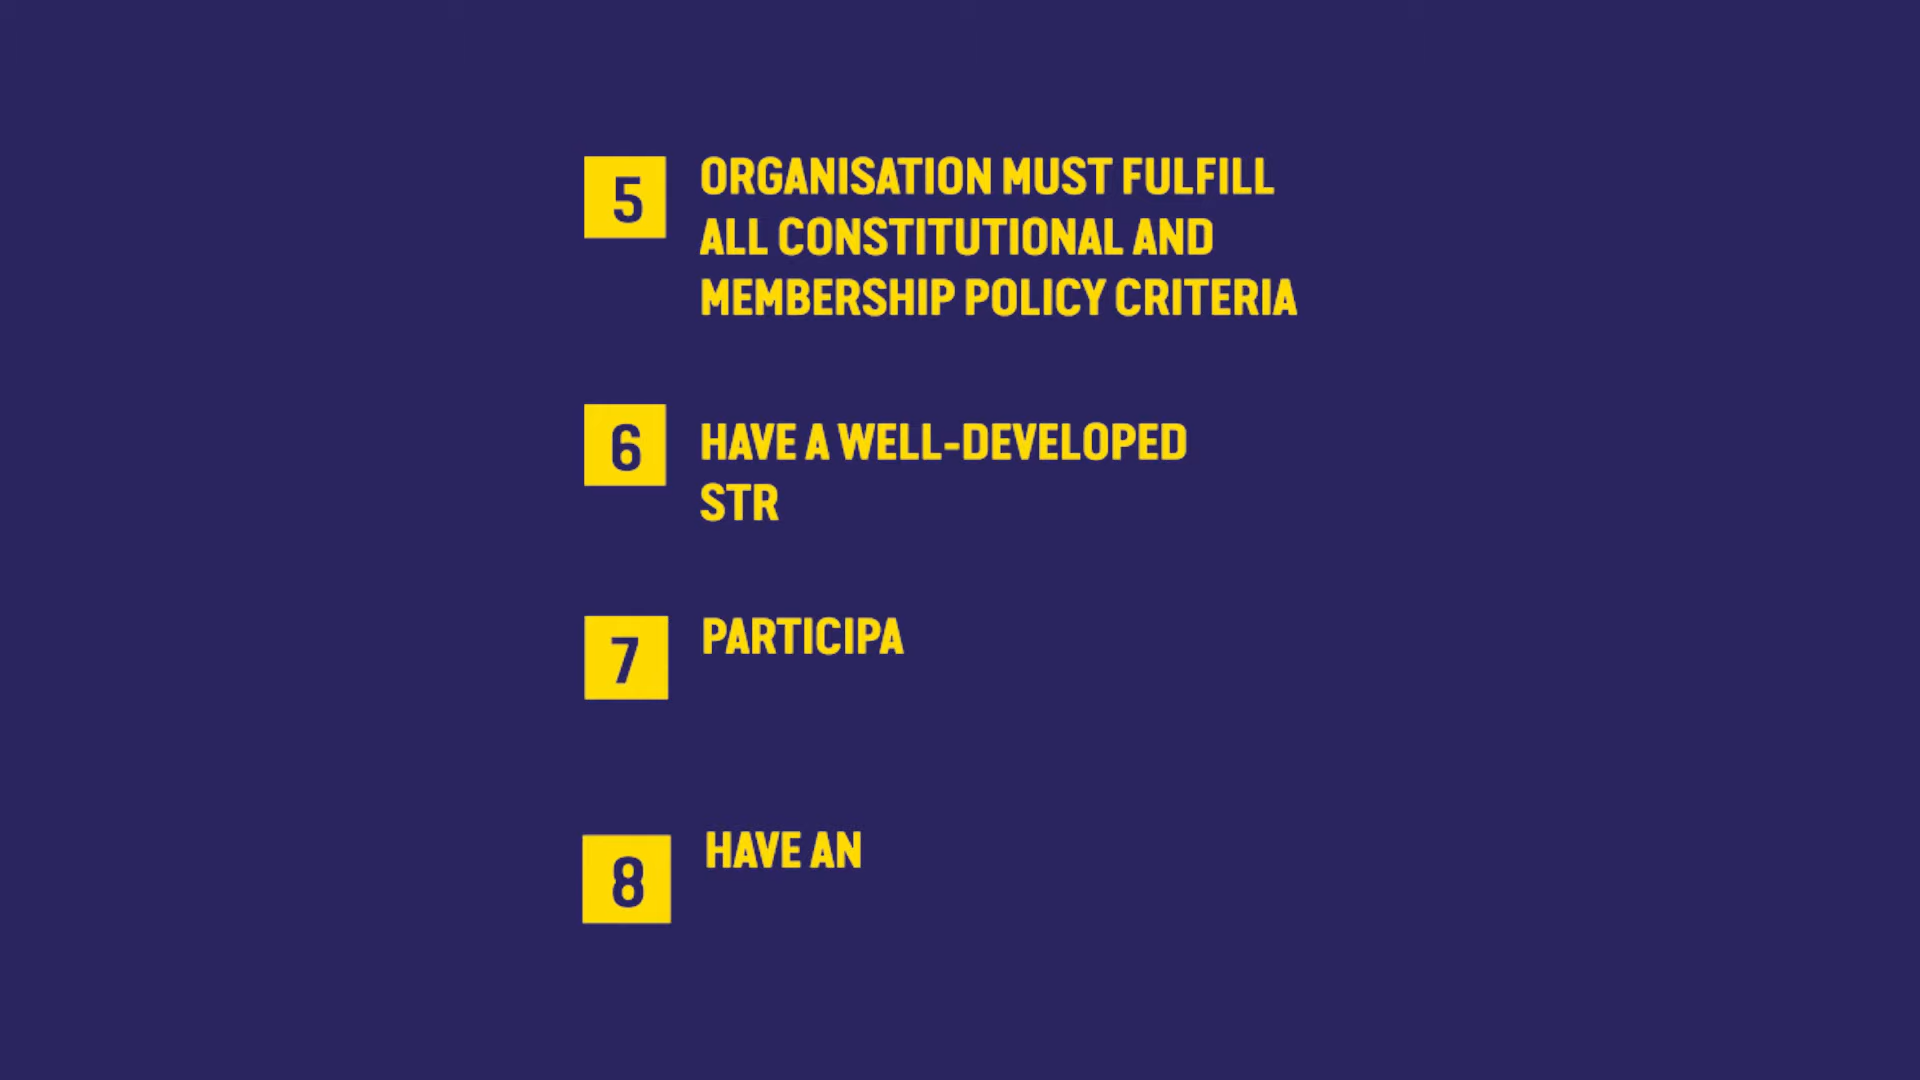 5 ORGANISATION MUST FULFILL
ALL CONSTITUTIONAL AND
MEMBERSHIP POLICY CRITERIA
6 HAVE A WELL-DEVELOPED
STR
7 PARTICIPA
8 HAVE AN